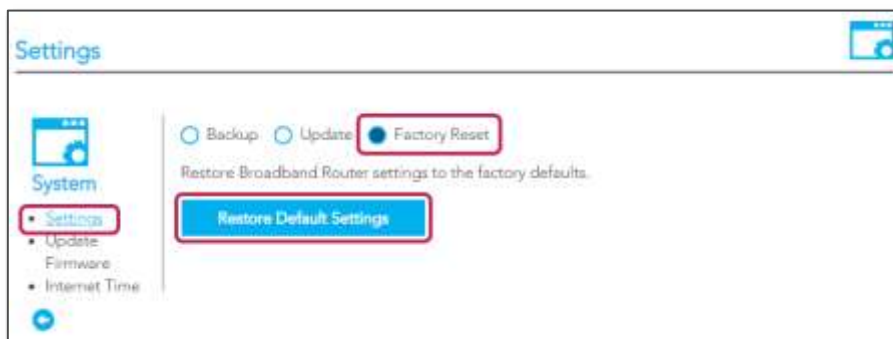 Settings
Backup Update Factory Reset
Restore Broadband Router settings to the factory defaults.
Restore Default Settings
System
Settings
Update
Firmware
Internet Time